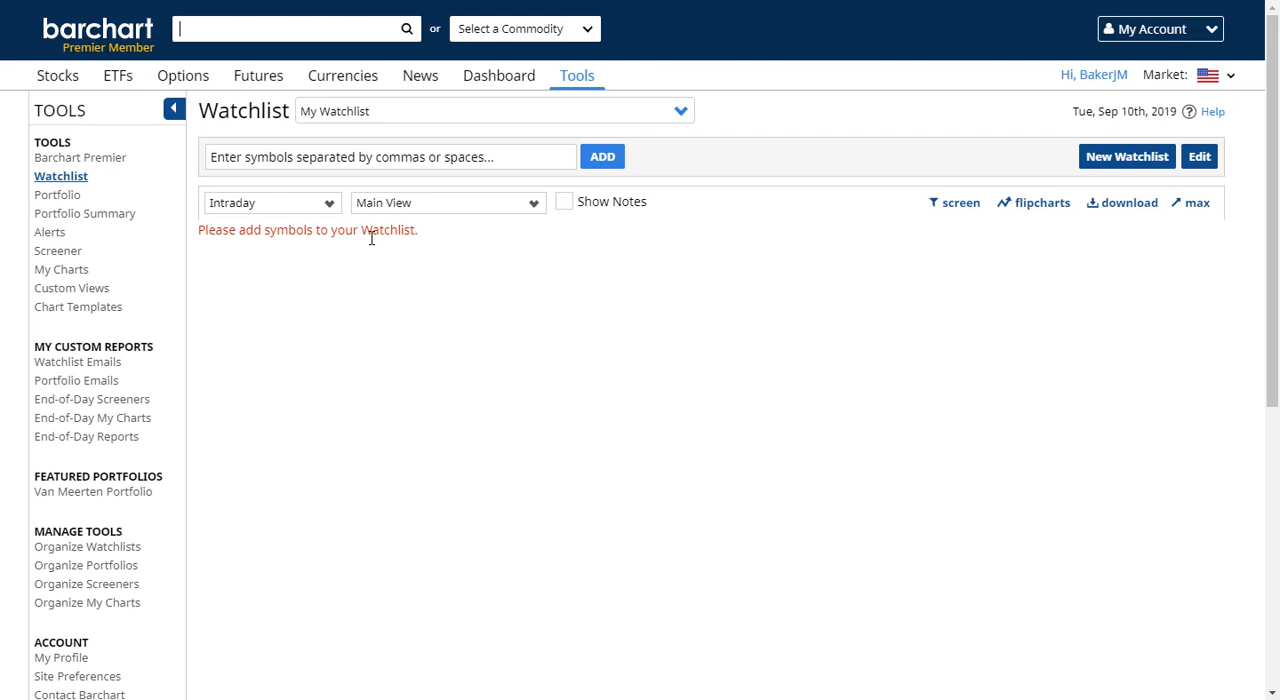 barchart
Premier Member
or
Select a Commodity
My Account
Stocks ETFs Options Futures Currencies News Dashboard Tools
Hi, BakerJM Market:
TOOLS
TOOLS
Barchart Premier
Watchlist
Portfolio
Portfolio Summary
Alerts
Screener
My Charts
Custom Views
Chart Templates
MY CUSTOM REPORTS
Watchlist Emails
Portfolio Emails
End-of-Day Screeners
End-of-Day My Charts
End-of-Day Reports
FEATURED PORTFOLIOS
Van Meerten Portfolio
MANAGE TOOLS
Organize Watchlists
Organize Portfolios
Organize Screeners
Organize My Charts
ACCOUNT
My Profile
Site Preferences
Contact Barchart
Watchlist My Watchlist
Tue, Sep 10th, 2019 ? Help
Enter symbols separated by commas or spaces... ADD
New Watchlist Edit
Intraday Main View Show Notes
screen flipcharts download max
Please add symbols to your Watchlist.